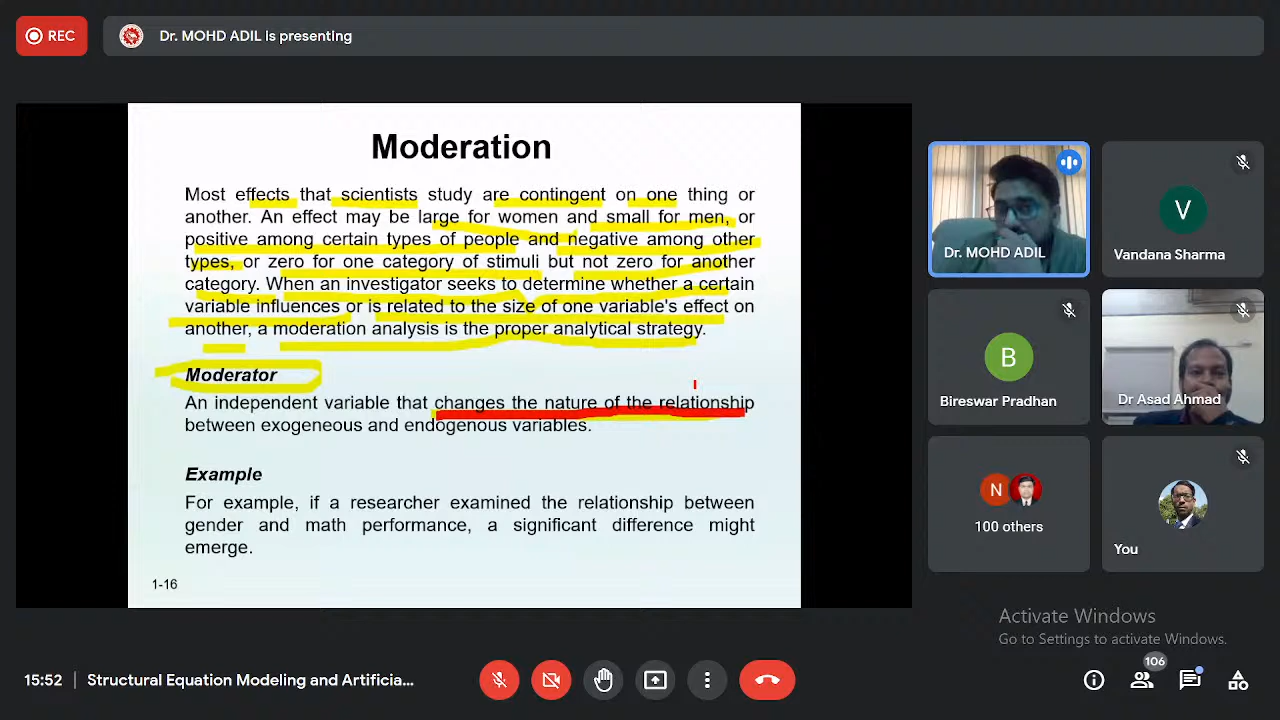 REC
Dr. MOHD ADIL is presenting
Moderation
Most effects that scientists study are contingent on one thing or
another. An effect may be large for women and small for men, or
positive among certain types of people and negative among other
types, or zero for one category of stimuli but not zero for another
category. When an investigator seeks to determine whether a certain
variable influences or is related to the size of one variable's effect on
another, a moderation analysis is the proper analytical strategy.
Moderator
An independent variable that changes the nature of the relationship
between exogeneous and endogenous variables.
Example
For example, if a researcher examined the relationship between
gender and math performance, a significant difference might
emerge.
1-16
Dr. MOHD ADIL
V
Vandana Sharma
B
Bireswar Pradhan
Dr Asad Ahmad
N
100 others
You
Activate Windows
Go to Settings to activate Windows.
15:52 | Structural Equation Modeling and Artificia...
106